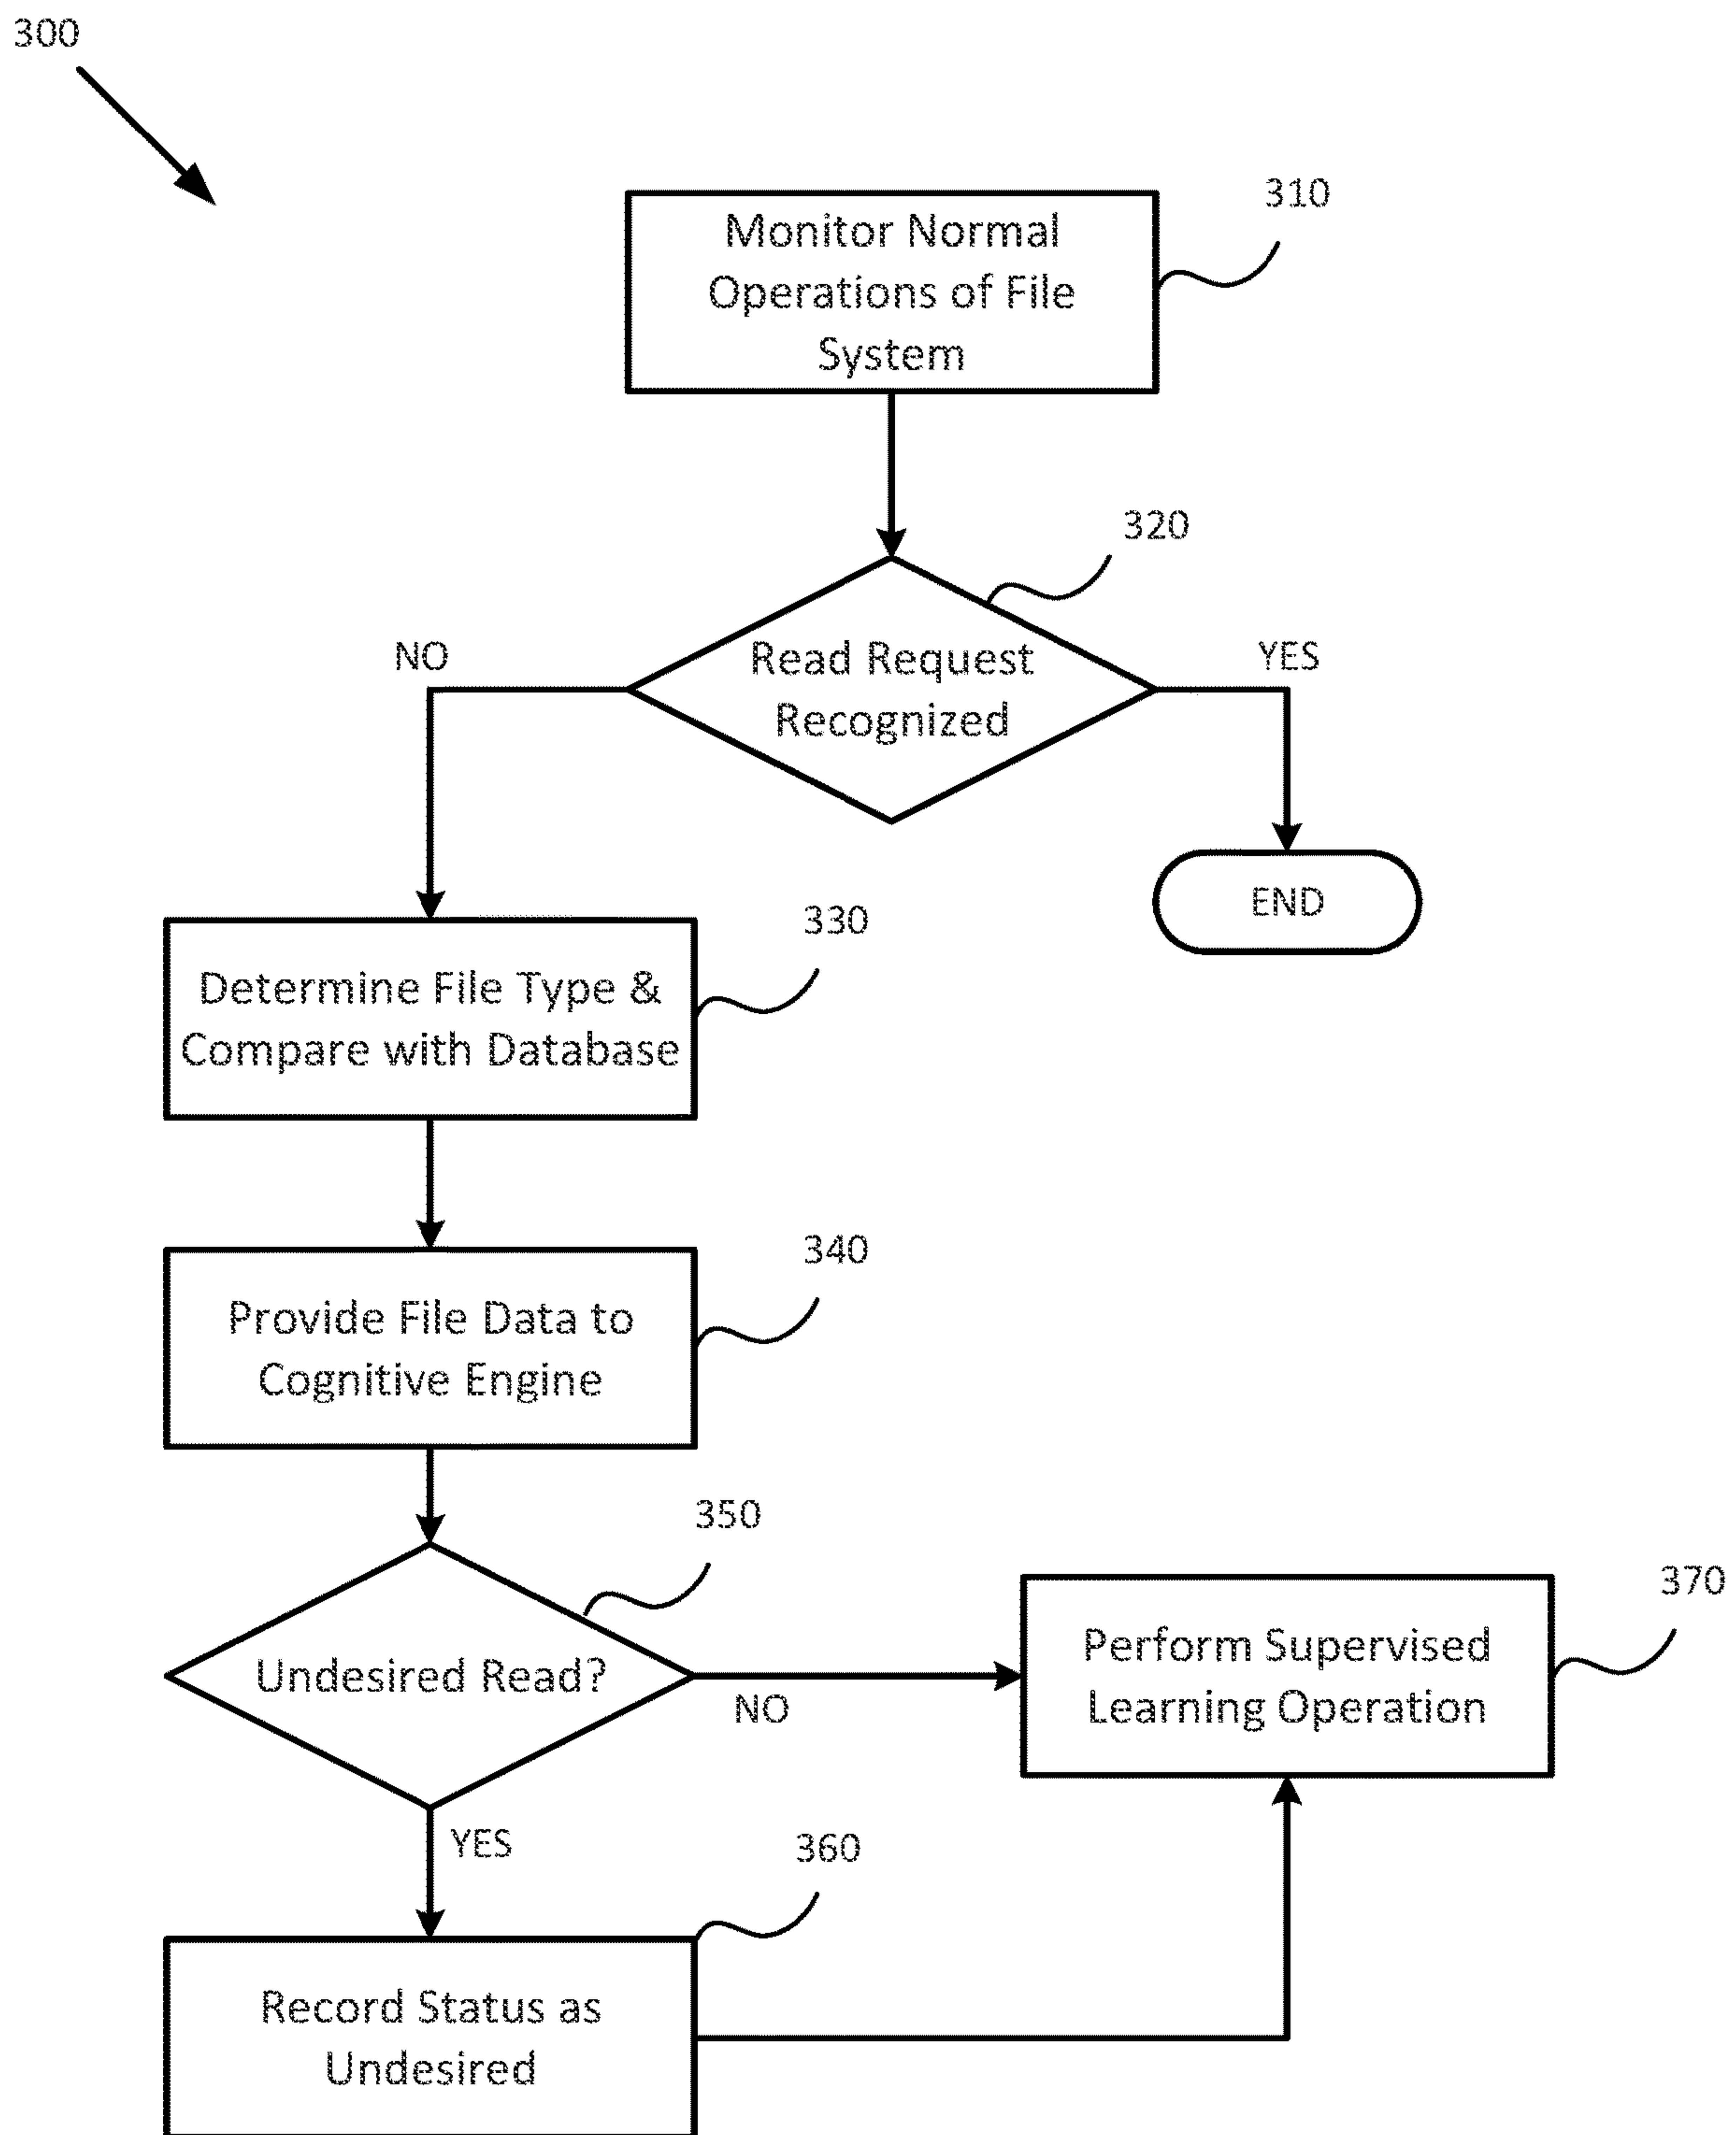 300
310
Monitor Normal
Operations of File
System
320
NO
Read Request
Recognized
YES
END
330
Determine File Type &
Compare with Database
340
Provide File Data to
Cognitive Engine
350
Undesired Read?
NO
370
Perform Supervised
Learning Operation
YES
360
Record Status as
Undesired